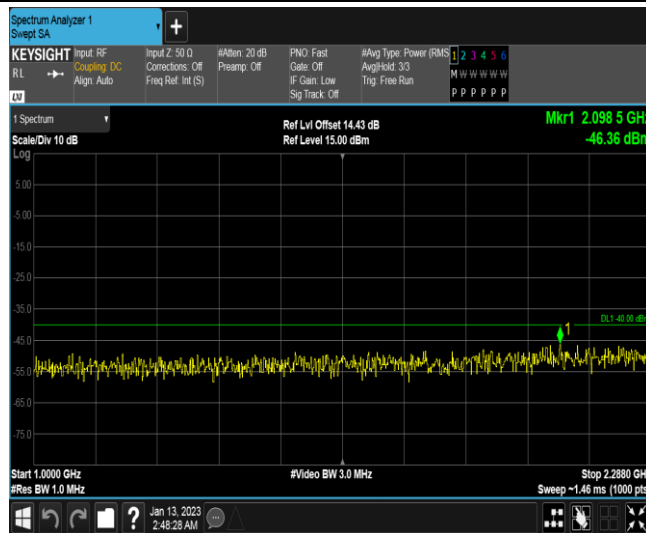 Spectrum Analyzer 1
Swept SA
+
KEYSIGHT
RL
Input: RF
Coupling: DC
Align: Auto
Input Z: 50 Ω
Corrections: Off
Freq Ref: Int (S)
#Atten: 20 dB
Preamp: Off
PNO: Fast
Gate: Off
IF Gain: Low
Sig Track: Off
#Avg Type: Power (RMS
Avg|Hold: 3/3
Trig: Free Run
1 2 3 4 5 6
M W W W W W
P P P P P P
1 Spectrum
Scale/Div 10 dB
Log
Ref Lvl Offset 14.43 dB
Ref Level 15.00 dBm
Mkr1 2.098 5 GHz
-46.36 dBm
5.00
-5.00
-15.0
-25.0
-35.0
-45.0
-55.0
-65.0
-75.0
DL1 -40.00 dBm
1
Start 1.0000 GHz
#Res BW 1.0 MHz
#Video BW 3.0 MHz
Stop 2.2880 GH
Sweep ~1.46 ms (1000 pts
?
Jan 13, 2023
2:48:28 AM